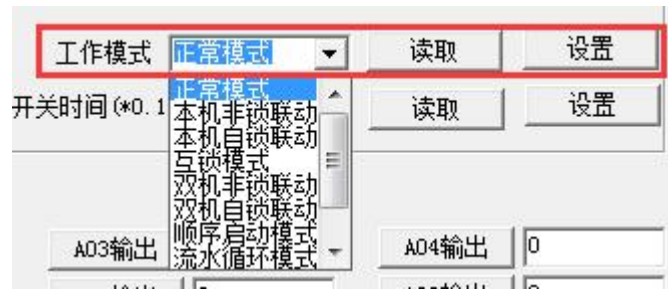 工作模式 正常模式 读取 设置
正常模式
开关时间(*0.1 本机非锁联动 读取 设置
本机自锁联动
互锁模式
双机非锁联动
双机自锁联动
顺序启动模式
A03输出 流水循环模式 A04输出 0